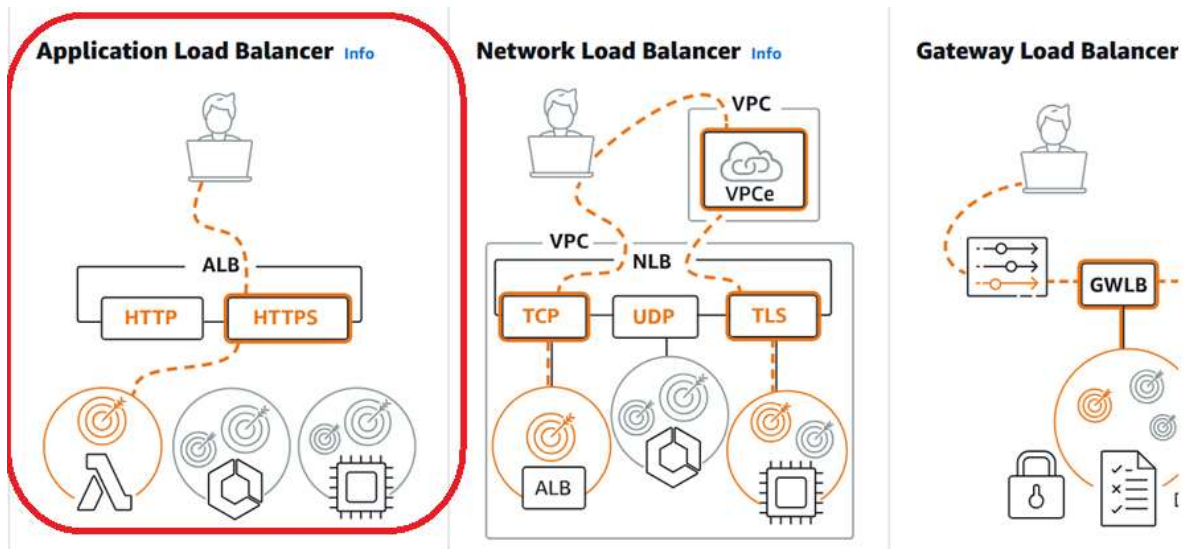 Application Load Balancer Info
ALB
HTTP
HTTPS
Network Load Balancer Info
VPC
VPCe
VPC
NLB
TCP
UDP
TLS
ALB
Gateway Load Balancer
GWLB